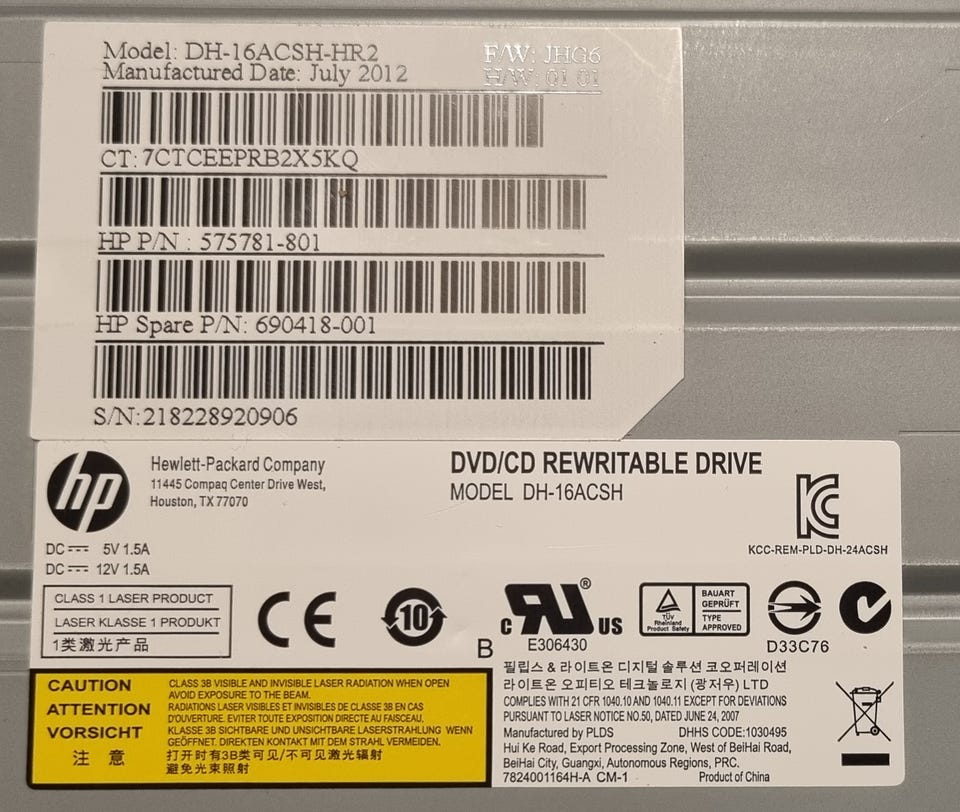 Model: DH-16ACSH-HR2 F/W: JHG6
Manufactured Date: July 2012 H/W: 01 01
CT: 7CTCEEPRB2X5KQ
HP P/N : 575781-801
HP Spare P/N: 690418-001
S/N:218228920906
hp
Hewlett-Packard Company
11445 Compaq Center Drive West,
Houston, TX 77070
DVD/CD REWRITABLE DRIVE
MODEL DH-16ACSH
KCC-REM-PLD-DH-24ACSH
DC 5V 1.5A
DC 12V 1.5A
CLASS 1 LASER PRODUCT
LASER KLASSE 1 PRODUKT
1类激光产品
CE
10
c RU ® US
E306430
TÜV
Rheinland
Product Safety
BAUART
GEPRÜFT
TYPE
APPROVED
D33C76
B
CAUTION
ATTENTION
VORSICHT
注 意
CLASS 3B VISIBLE AND INVISIBLE LASER RADIATION WHEN OPEN
AVOID EXPOSURE TO THE BEAM.
RADIATIONS LASER VISIBLES ET INVISIBLES DE CLASSE 3B EN CAS
D'OUVERTURE. EVITER TOUTE EXPOSITION DIRECTE AU FAISCEAU.
KLASSE 3B SICHTBARE UND UNSICHTBARE LASERSTRAHLUNG WENN
GEÖFFNET. DIREKTEN KONTAKT MIT DEM STRAHL VERMEIDEN.
打开时有3B类可见/不可见激光辐射
避免光束照射
필립스 & 라이트온 디지털 솔루션 코오퍼레이션
라이트온 오피티오 테크놀로지 (광저우) LTD
COMPLIES WITH 21 CFR 1040.10 AND 1040.11 EXCEPT FOR DEVIATIONS
PURSUANT TO LASER NOTICE NO.50, DATED JUNE 24, 2007
Manufactured by PLDS DHHS CODE:1030495
Hui Ke Road, Export Processing Zone, West of BeiHai Road,
BeiHai City, Guangxi, Autonomous Regions, PRC.
7824001164H-A CM-1 Product of China